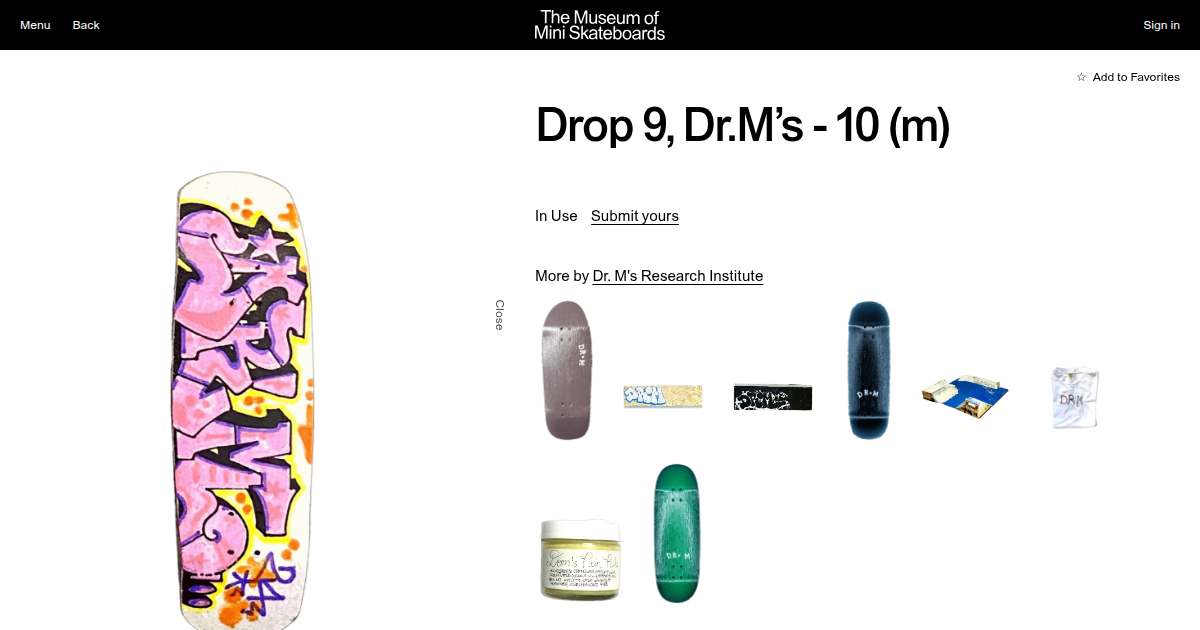 Menu
Back
The Museum of
Mini Skateboards
Sign in
☆ Add to Favorites
Drop 9, Dr.M’s - 10 (m)
In Use Submit yours
More by Dr. M's Research Institute
Close
DR•M
DR•M
DRM
DR•M